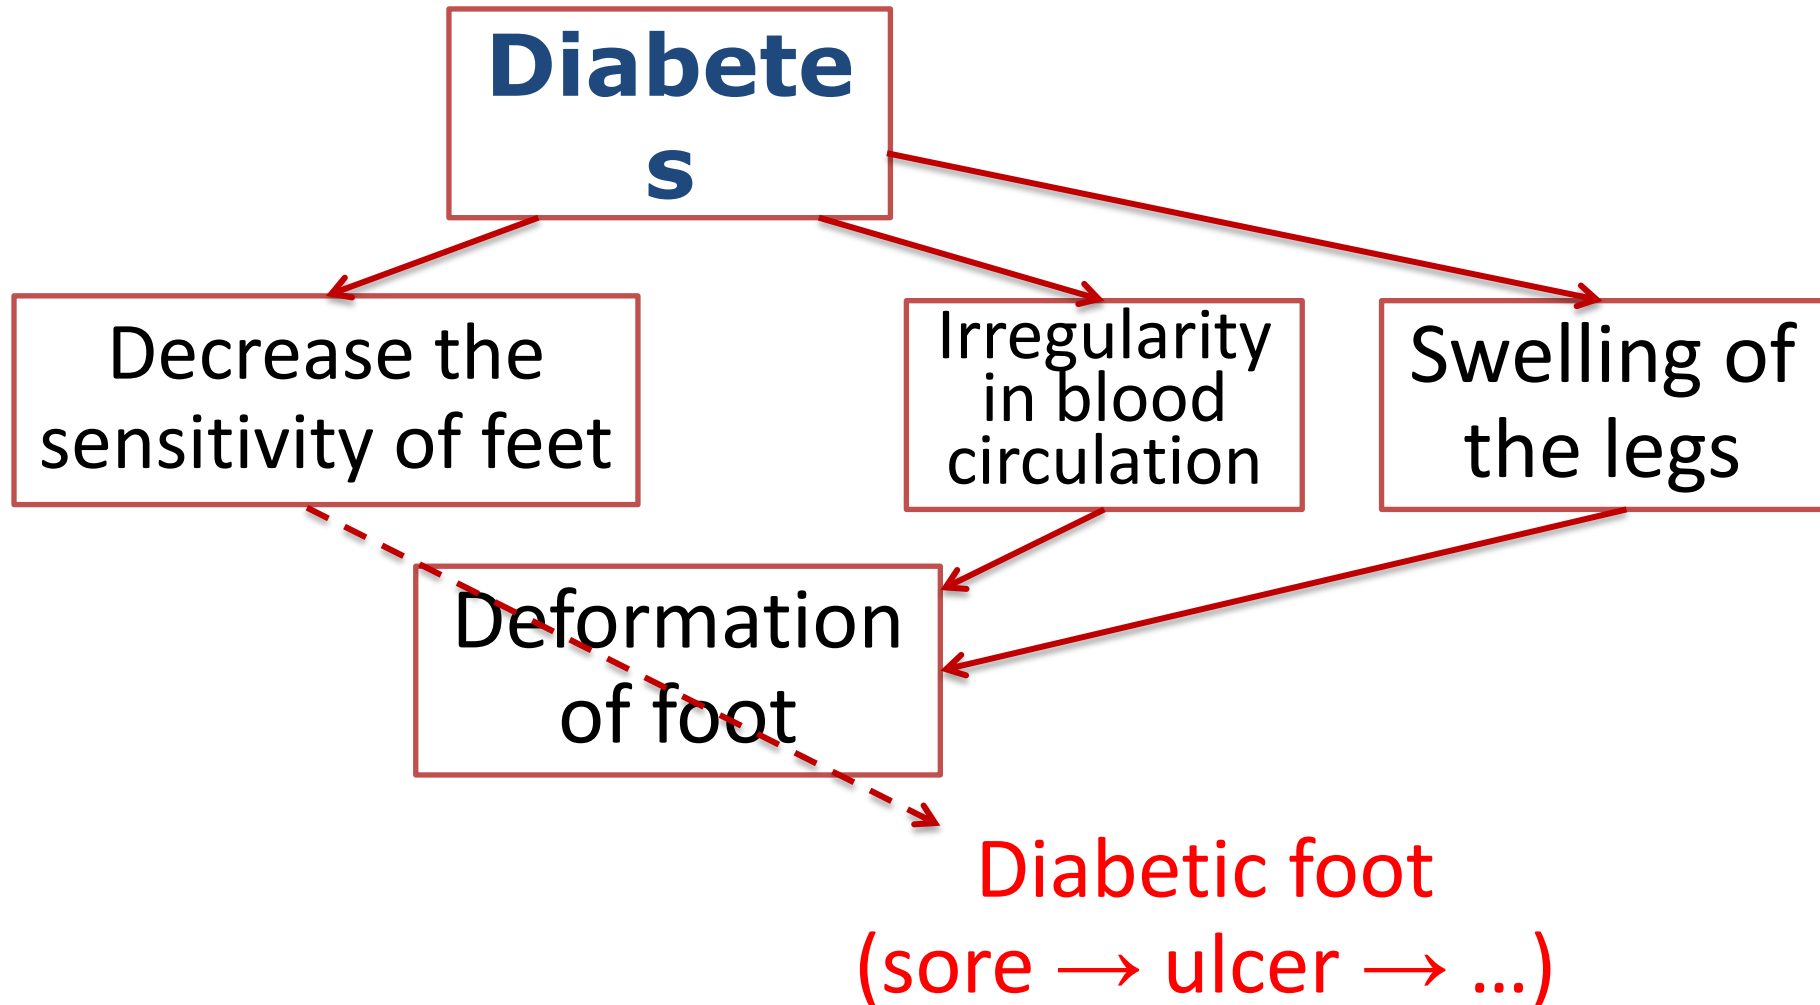 Diabete
s
Decrease the
sensitivity of feet
Irregularity
in blood
circulation
Swelling of
the legs
Deformation
of foot
Diabetic foot
(sore → ulcer → ...)